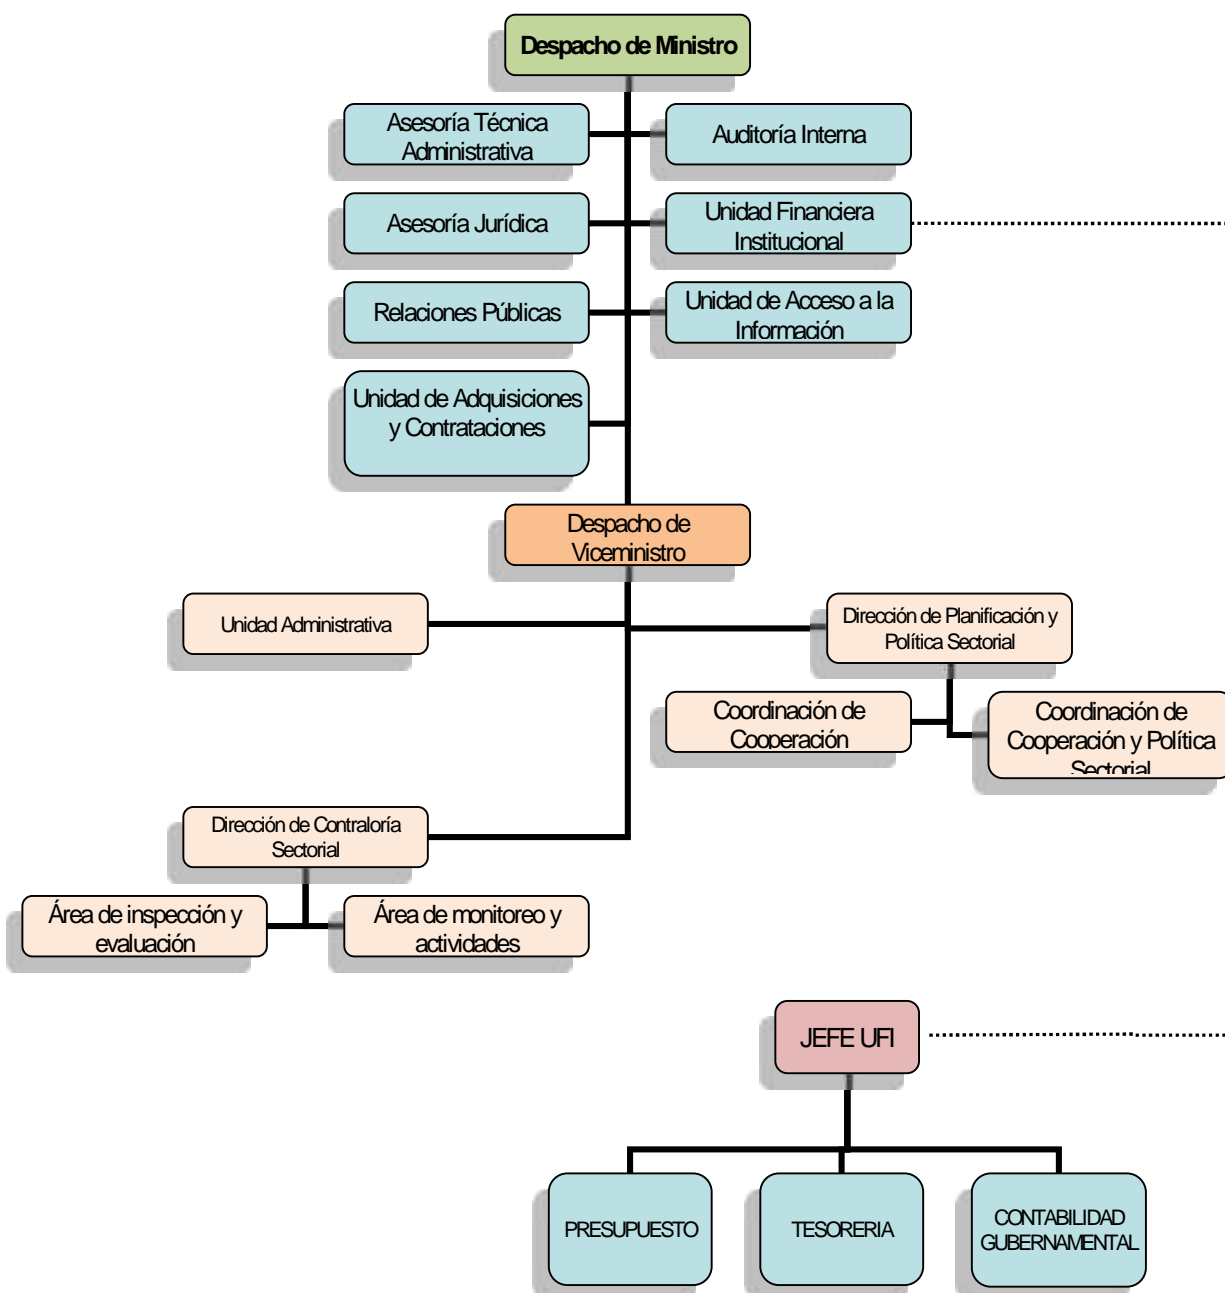 Despacho de Ministro
Asesoría Técnica
Administrativa
Auditoría Interna
Asesoría Jurídica
Unidad Financiera
Institucional
Relaciones Públicas
Unidad de Acceso a la
Información
Unidad de Adquisiciones
y Contrataciones
Despacho de
Viceministro
Unidad Administrativa
Dirección de Planificación y
Política Sectorial
Coordinación de
Cooperación
Coordinación de
Cooperación y Política
Sectorial
Dirección de Contraloría
Sectorial
Área de inspección y
evaluación
Área de monitoreo y
actividades
JEFE UFI
PRESUPUESTO
TESORERIA
CONTABILIDAD
GUBERNAMENTAL